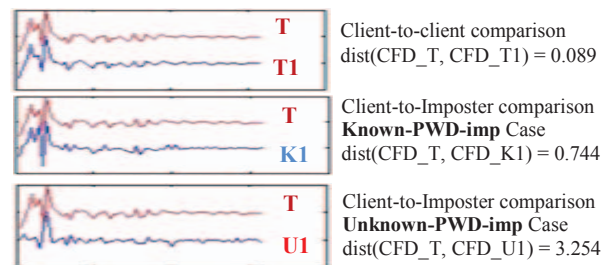 T
T1
Client-to-client comparison
dist(CFD_T, CFD_T1) = 0.089
T
K1
Client-to-Imposter comparison
Known-PWD-imp Case
dist(CFD_T, CFD_K1) = 0.744
T
U1
Client-to-Imposter comparison
Unknown-PWD-imp Case
dist(CFD_T, CFD_U1) = 3.254